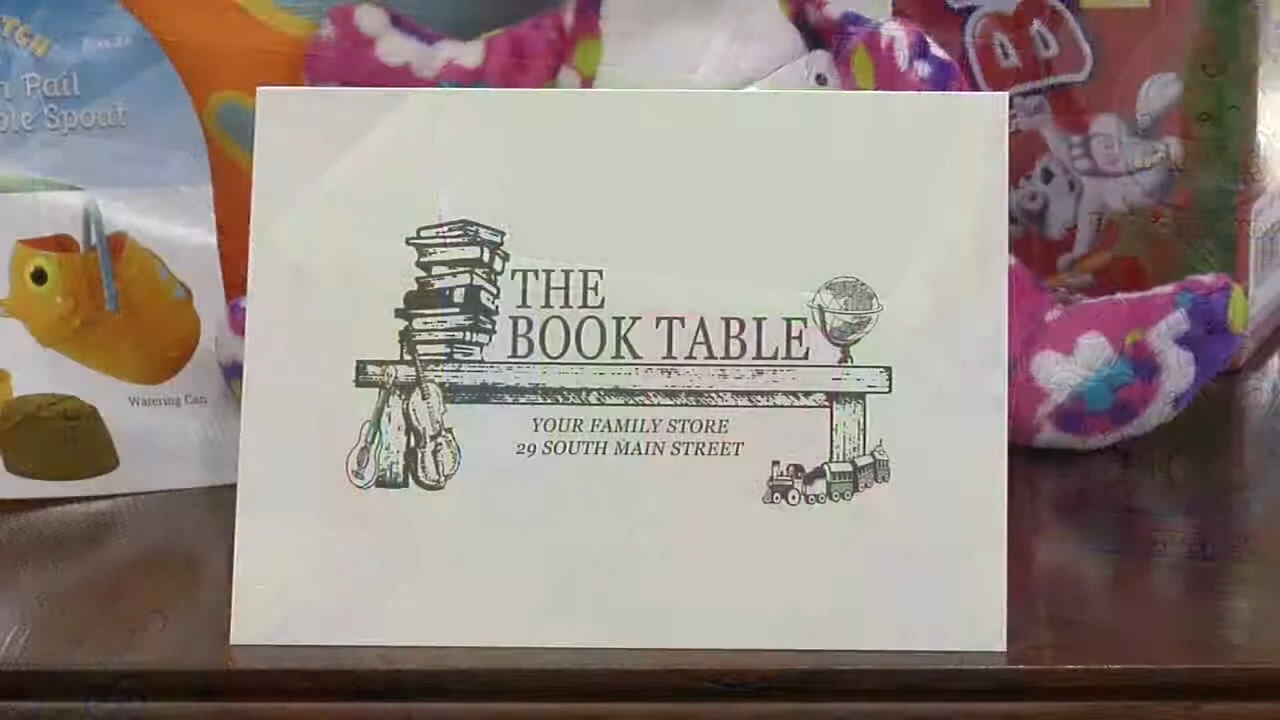 Pail
Spout
Watering Can
B
THE
BOOK TABLE
YOUR FAMILY STORE
29 SOUTH MAIN STREET